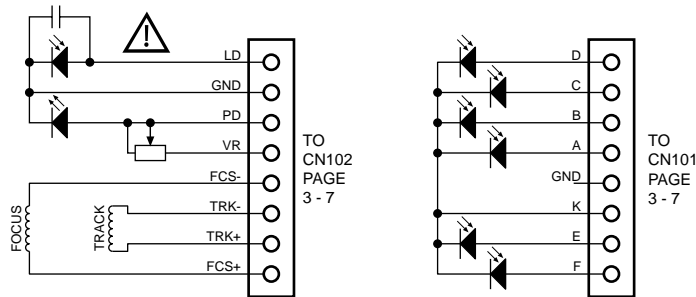 LD
GND
PD
VR
FCS-
TRK-
TRK+
FCS+
FOCUS
TRACK
TO
CN102
PAGE
3 - 7
D
C
B
A
GND
K
E
F
TO
CN101
PAGE
3 - 7